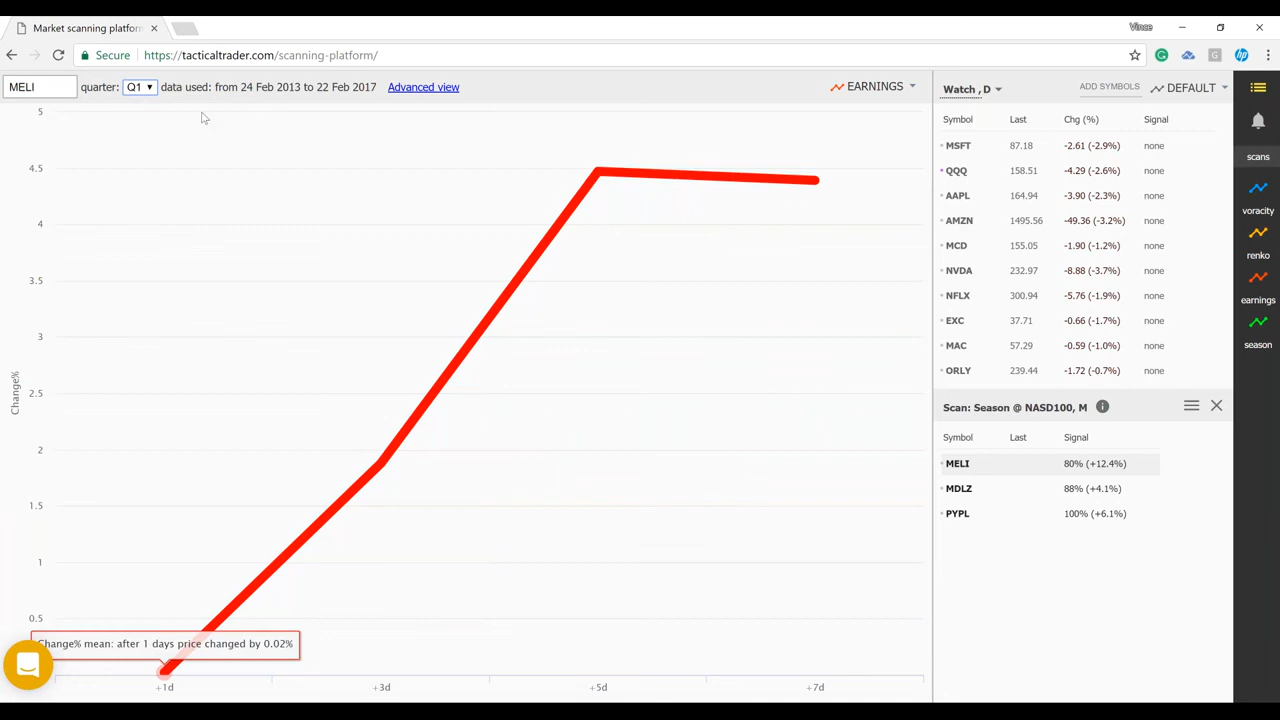 Market scanning platform
Vince
Secure
https://tacticaltrader.com/scanning-platform/
MELI quarter: Q1 data used: from 24 Feb 2013 to 22 Feb 2017 Advanced view
EARNINGS
5
4.5
4
3.5
3
2.5
2
1.5
1
0.5
Change%
Change% mean: after 1 days price changed by 0.02%
+1d +3d +5d +7d
Watch , D ADD SYMBOLS DEFAULT
Symbol Last Chg (%) Signal
MSFT 87.18 -2.61 (-2.9%) none
QQQ 158.51 -4.29 (-2.6%) none
AAPL 164.94 -3.90 (-2.3%) none
AMZN 1495.56 -49.36 (-3.2%) none
MCD 155.05 -1.90 (-1.2%) none
NVDA 232.97 -8.88 (-3.7%) none
NFLX 300.94 -5.76 (-1.9%) none
EXC 37.71 -0.66 (-1.7%) none
MAC 57.29 -0.59 (-1.0%) none
ORLY 239.44 -1.72 (-0.7%) none
Scan: Season @ NASD100, M
Symbol Last Signal
MELI 80% (+12.4%)
MDLZ 88% (+4.1%)
PYPL 100% (+6.1%)
scans
voracity
renko
earnings
season
G
G
hp